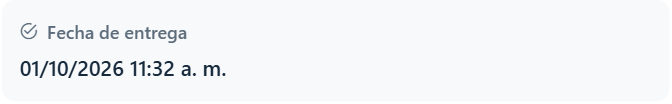 Fecha de entrega
01/10/2026 11:32 a. m.